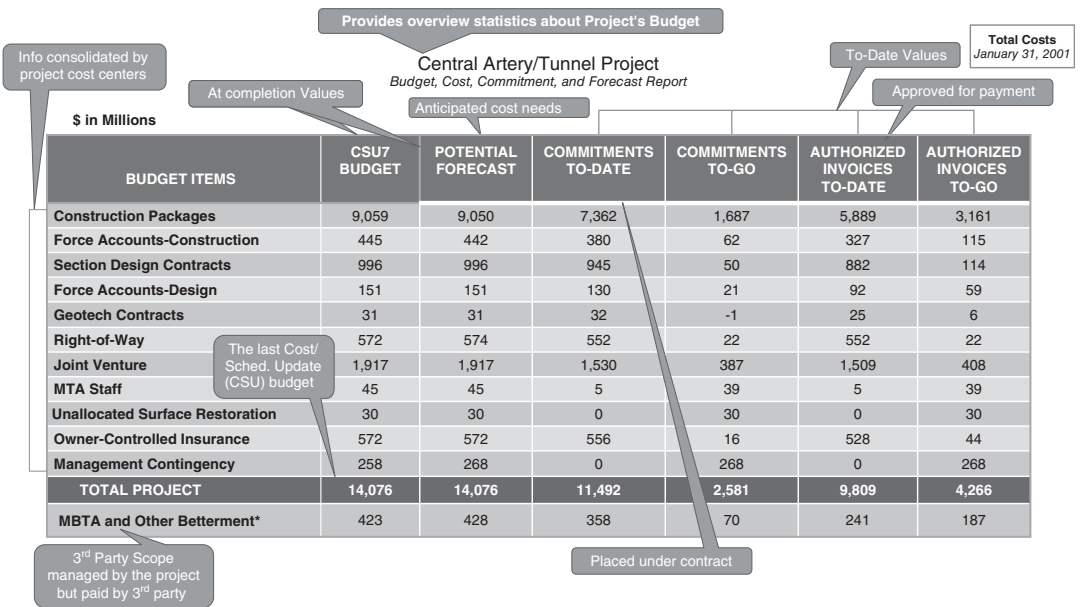 Provides overview statistics about Project's Budget
Total Costs
January 31, 2001
Info consolidated by
project cost centers
Central Artery/Tunnel Project
Budget, Cost, Commitment, and Forecast Report
To-Date Values
At completion Values
Anticipated cost needs
Approved for payment
$ in Millions
BUDGET ITEMS
CSU7
BUDGET
POTENTIAL
FORECAST
COMMITMENTS
TO-DATE
COMMITMENTS
TO-GO
AUTHORIZED
INVOICES
TO-DATE
AUTHORIZED
INVOICES
TO-GO
Construction Packages 9,059 9,050 7,362 1,687 5,889 3,161
Force Accounts-Construction 445 442 380 62 327 115
Section Design Contracts 996 996 945 50 882 114
Force Accounts-Design 151 151 130 21 92 59
Geotech Contracts 31 31 32 -1 25 6
Right-of-Way 572 574 552 22 552 22
Joint Venture 1,917 1,917 1,530 387 1,509 408
MTA Staff 45 45 5 39 5 39
Unallocated Surface Restoration 30 30 0 30 0 30
Owner-Controlled Insurance 572 572 556 16 528 44
Management Contingency 258 268 0 268 0 268
TOTAL PROJECT 14,076 14,076 11,492 2,581 9,809 4,266
MBTA and Other Betterment* 423 428 358 70 241 187
The last Cost/
Sched. Update
(CSU) budget
3rd Party Scope
managed by the project
but paid by 3rd party
Placed under contract